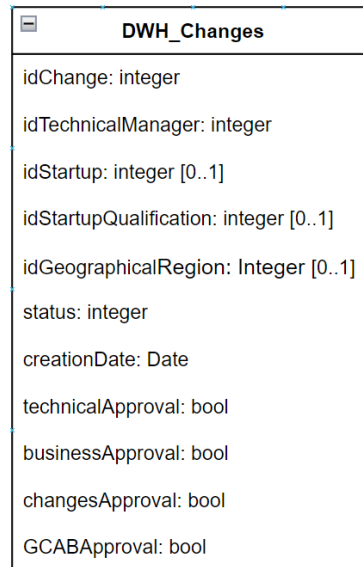 DWH_Changes
idChange: integer
idTechnicalManager: integer
idStartup: integer [0..1]
idStartupQualification: integer [0..1]
idGeographicalRegion: Integer [0..1]
status: integer
creationDate: Date
technicalApproval: bool
businessApproval: bool
changesApproval: bool
GCABApproval: bool